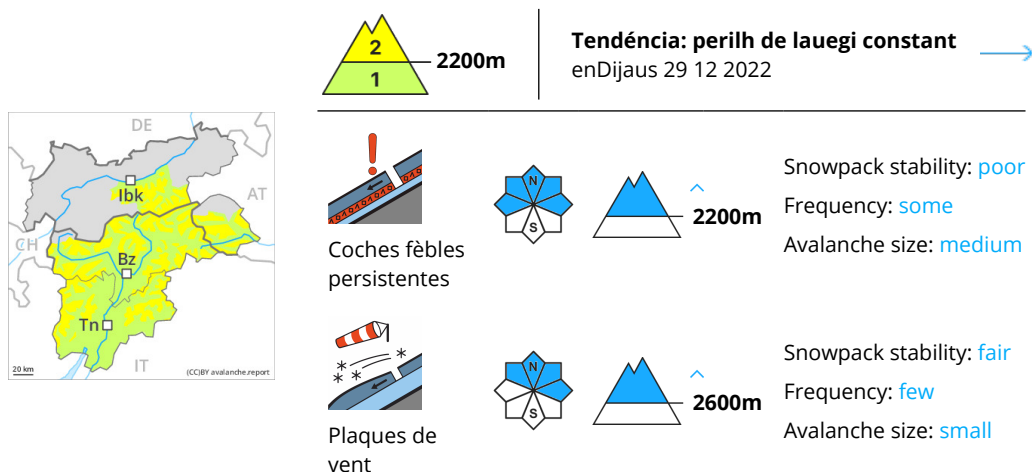 2
1
2200m
Tendéncia: perilh de lauegi constant
enDijaus 29 12 2022
DE
AT
CH
IT
Ibk
Bz
Tn
20 km
(CC)BY avalanche.report
Coches fèbles
persistentes
N
S
2200m
Snowpack stability: poor
Frequency: some
Avalanche size: medium
Plaques de
vent
N
S
2600m
Snowpack stability: fair
Frequency: few
Avalanche size: small